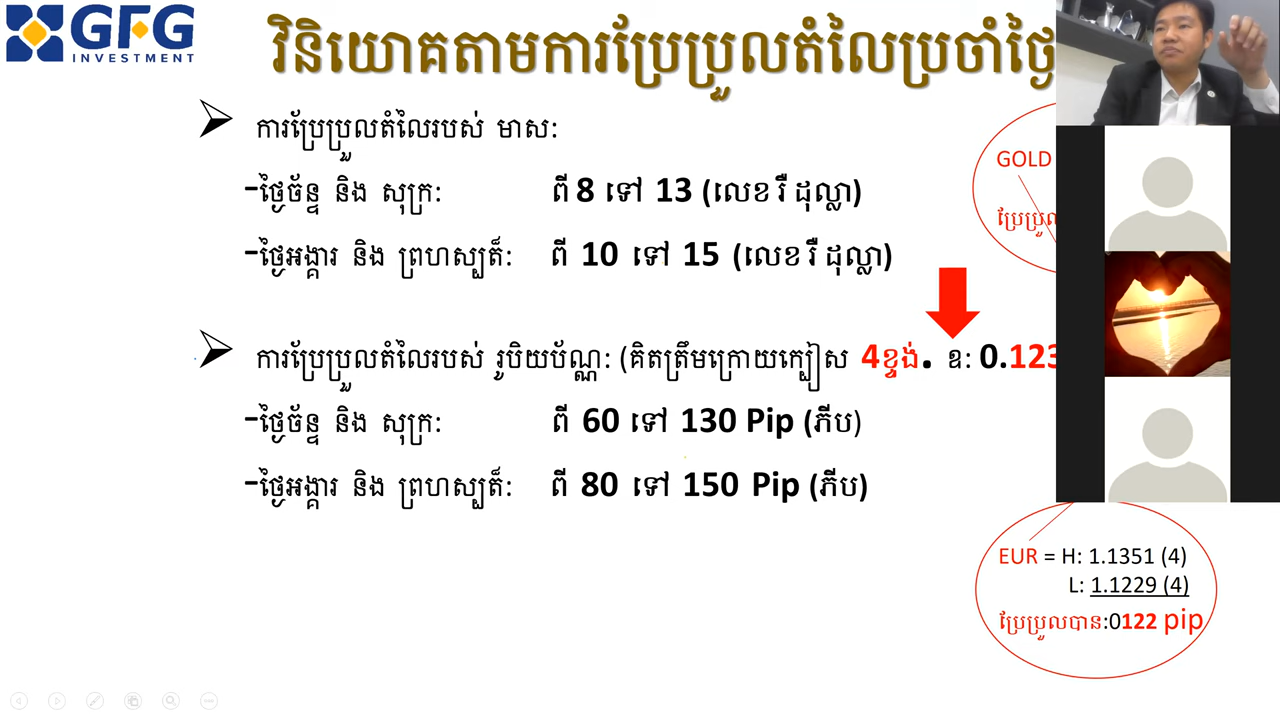 GFG
INVESTMENT
វិនិយោគតាមការប្រែប្រួលតំលៃប្រចាំថ្ងៃ
ការប្រែប្រួលតំលៃរបស់ មាស:
-ថ្ងៃច័ន្ទ និង សុក្រ: ពី 8 ទៅ 13 (លេខ រឺ ដុល្លា)
-ថ្ងៃអង្គារ និង ព្រហស្បត៏: ពី 10 ទៅ 15 (លេខ រឺ ដុល្លា)
GOLD
ប្រែប្រួល
ការប្រែប្រួលតំលៃរបស់ រូបិយប័ណ្ណ: (គិតត្រឹមក្រោយក្បៀស 4ខ្ទង់. ឧ: 0.123
-ថ្ងៃច័ន្ទ និង សុក្រ: ពី 60 ទៅ 130 Pip (ភីប)
-ថ្ងៃអង្គារ និង ព្រហស្បត៏: ពី 80 ទៅ 150 Pip (ភីប)
EUR = H: 1.1351 (4)
L: 1.1229 (4)
ប្រែប្រួលបាន:0122 pip